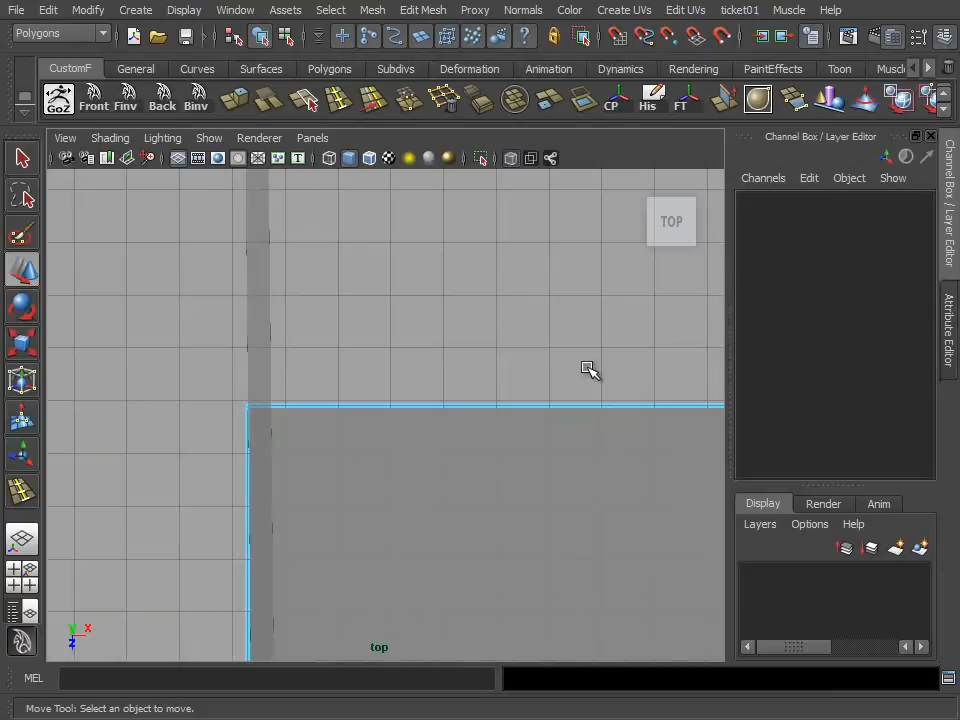 File Edit Modify Create Display Window Assets Select Mesh Edit Mesh Proxy Normals Color Create UVs Edit UVs ticket01 Muscle Help
Polygons
CustomF General Curves Surfaces Polygons Subdivs Deformation Animation Dynamics Rendering PaintEffects Toon
GoZ Front Finv Back Binv CP His FT
View Shading Lighting Show Renderer Panels
Channel Box / Layer Editor
Channels Edit Object Show
TOP
Channel Box / Layer Editor
Attribute Editor
Display Render Anim
Layers Options Help
y x
z
top
MEL
Move Tool: Select an object to move.